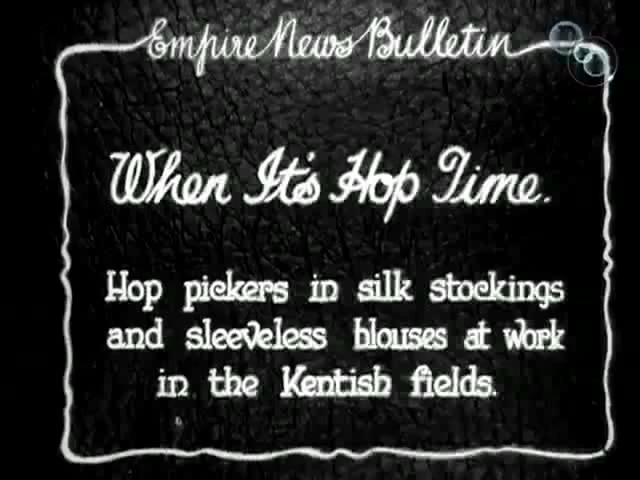 Empire News Bulletin
When It's Hop Time.
Hop pickers in silk stockings
and sleeveless blouses at work
in the Kentish fields.